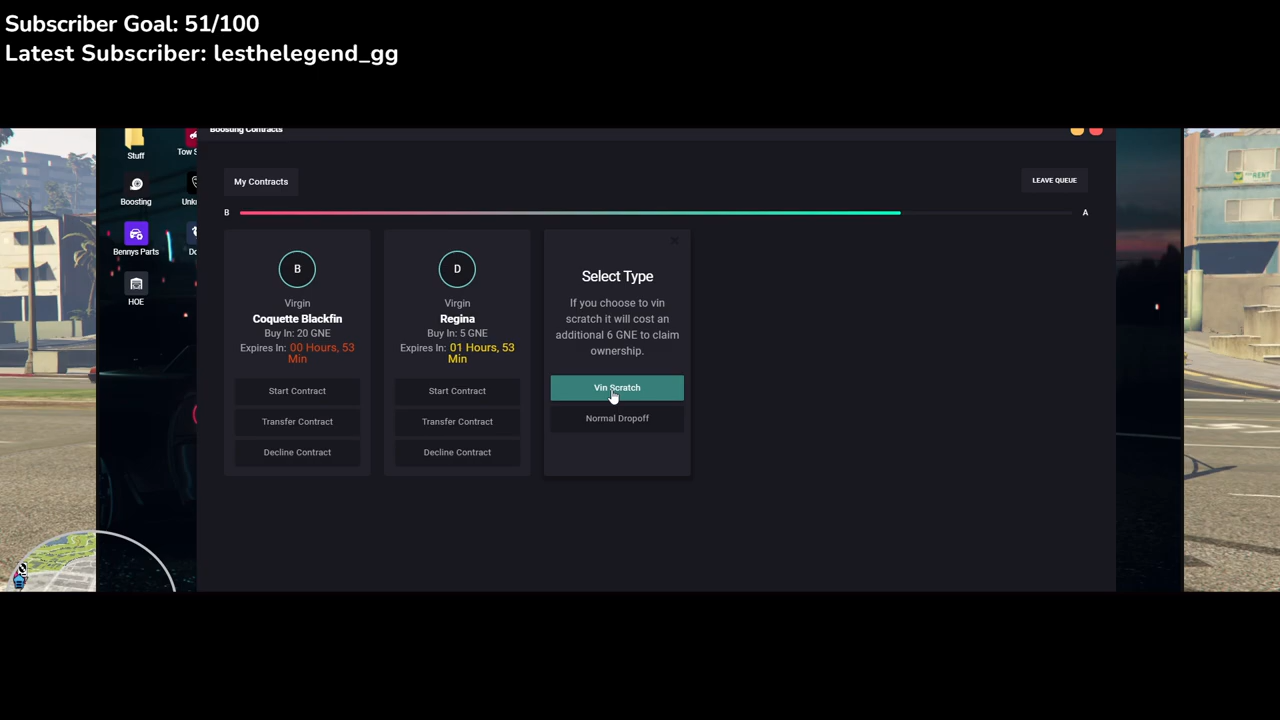 Subscriber Goal: 51/100
Latest Subscriber: lesthelegend_gg
Boosting Contracts
Stuff
Tow S
Boosting
Unk
Bennys Parts
Do
HOE
My Contracts
LEAVE QUEUE
B
A
B
Virgin
Coquette Blackfin
Buy In: 20 GNE
Expires In: 00 Hours, 53
Min
Start Contract
Transfer Contract
Decline Contract
D
Virgin
Regina
Buy In: 5 GNE
Expires In: 01 Hours, 53
Min
Start Contract
Transfer Contract
Decline Contract
Select Type
If you choose to vin
scratch it will cost an
additional 6 GNE to claim
ownership.
Vin Scratch
Normal Dropoff
RENT